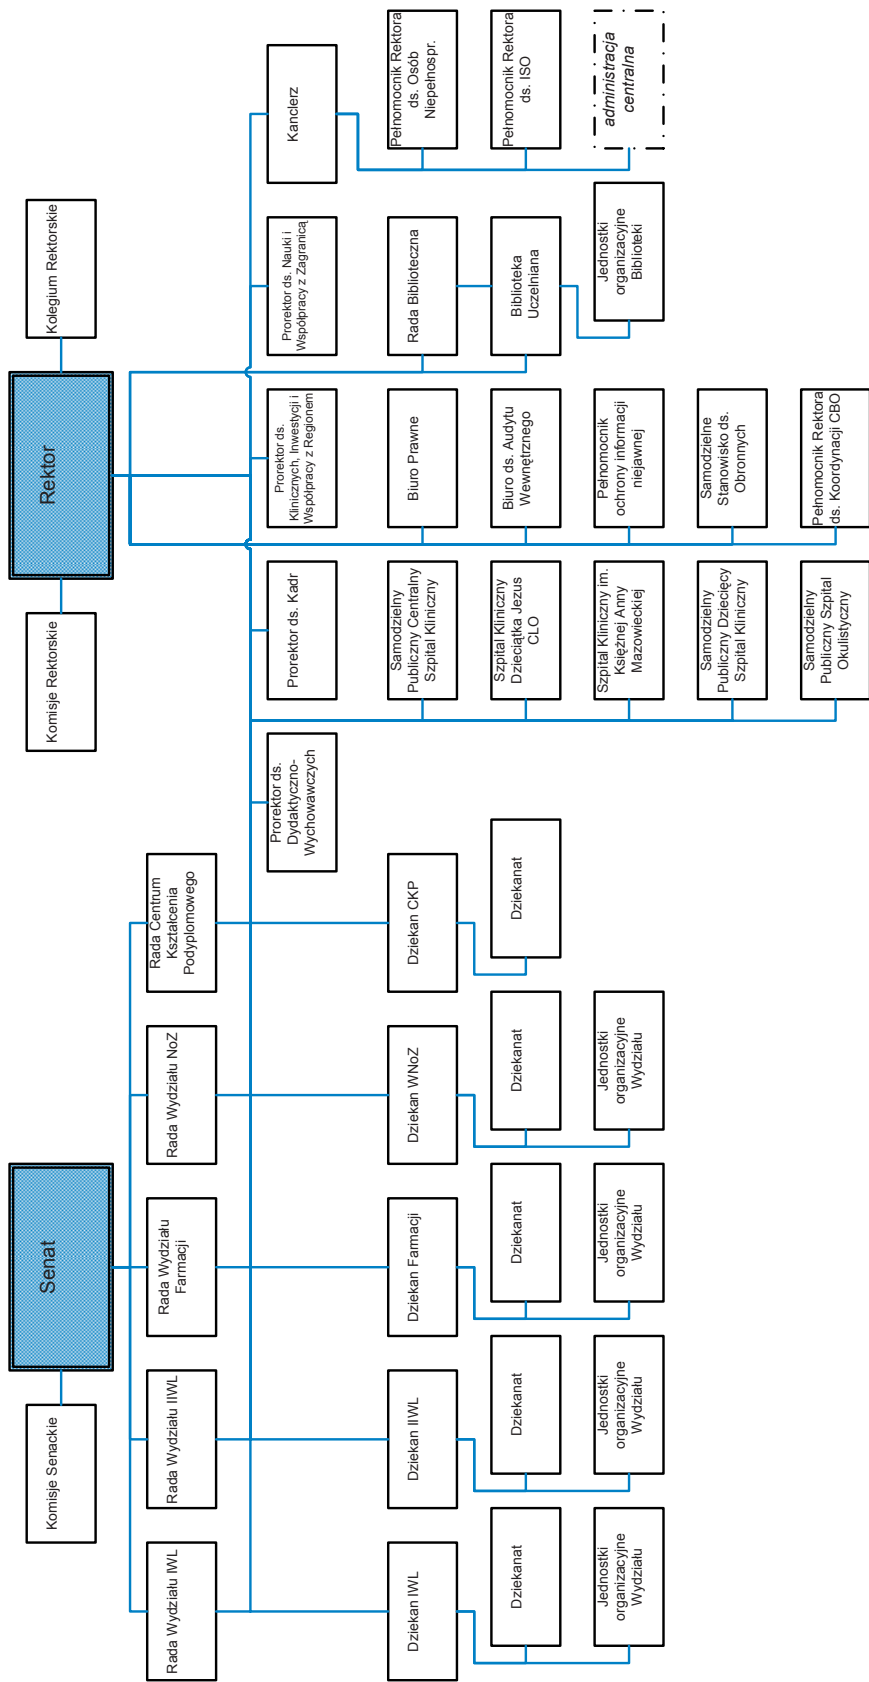 Komisje Senackie
Senat
Komisje Rektorskie
Rektor
Kolegium Rektorskie
Rada Wydziału IWL
Rada Wydziału IIWL
Rada Wydziału
Farmacji
Rada Wydziału NoZ
Rada Centrum
Kształcenia
Podyplomowego
Prorektor ds.
Dydaktyczno-
Wychowawczych
Prorektor ds. Kadr
Prorektor ds.
Klinicznych, Inwestycji i
Współpracy z Regionem
Prorektor ds. Nauki i
Współpracy z Zagranicą
Kanclerz
Dziekan IWL
Dziekan IIWL
Dziekan Farmacji
Dziekan WNoZ
Dziekan CKP
Samodzielny
Publiczny Centralny
Szpital Kliniczny
Biuro Prawne
Rada Biblioteczna
Pełnomocnik Rektora
ds. Osób
Niepełnospr.
Dziekanat
Dziekanat
Dziekanat
Dziekanat
Dziekanat
Szpital Kliniczny
Dzieciątka Jezus
CLO
Biuro ds. Audytu
Wewnętrznego
Biblioteka
Uczelniana
Pełnomocnik Rektora
ds. ISO
Jednostki
organizacyjne
Wydziału
Jednostki
organizacyjne
Wydziału
Jednostki
organizacyjne
Wydziału
Jednostki
organizacyjne
Wydziału
Szpital Kliniczny im.
Księżnej Anny
Mazowieckiej
Pełnomocnik
ochrony informacji
niejawnej
Jednostki
organizacyjne
Biblioteki
administracja
centralna
Samodzielny
Publiczny Dziecięcy
Szpital Kliniczny
Samodzielne
Stanowisko ds.
Obronnych
Samodzielny
Publiczny Szpital
Okulistyczny
Pełnomocnik Rektora
ds. Koordynacji CBO